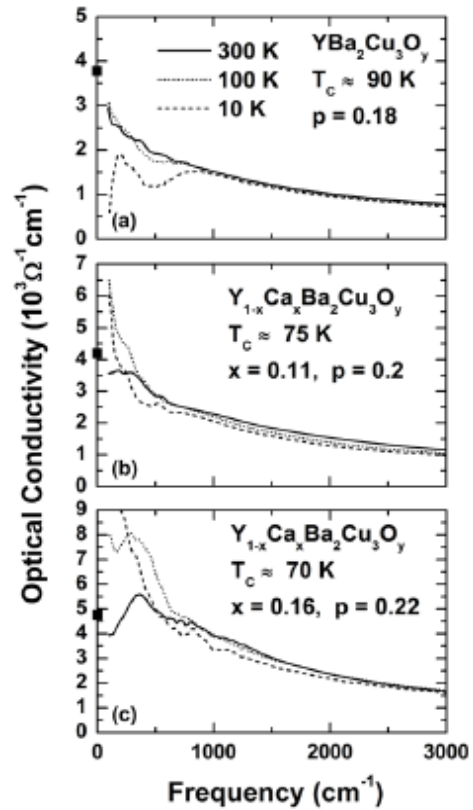 Optical Conductivity (10³Ω⁻¹cm⁻¹)
5
4
3
2
1
0
300 K
100 K
10 K
YBa₂Cu₃Oy
T_C ≈ 90 K
p = 0.18
(a)
7
6
5
4
3
2
1
0
Y₁₋ₓCaₓBa₂Cu₃Oy
T_C ≈ 75 K
x = 0.11, p = 0.2
(b)
9
8
7
6
5
4
3
2
1
0
Y₁₋ₓCaₓBa₂Cu₃Oy
T_C ≈ 70 K
x = 0.16, p = 0.22
(c)
0 1000 2000 3000
Frequency (cm⁻¹)